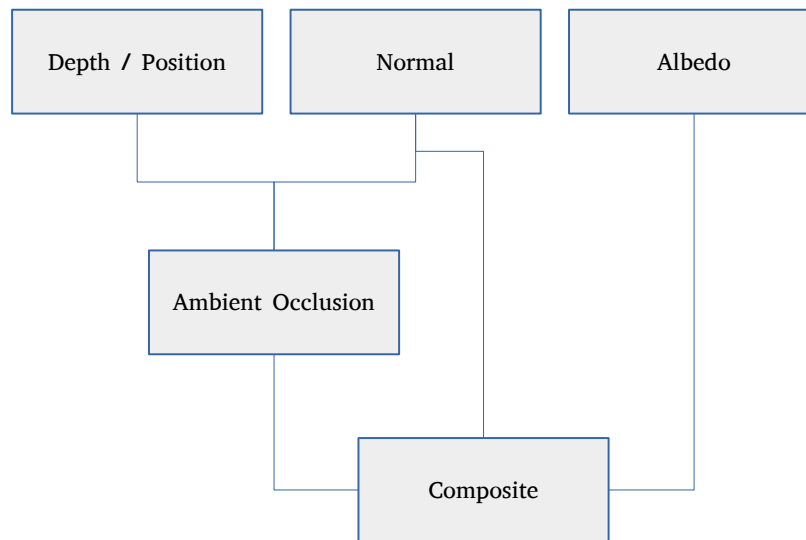 Depth / Position
Normal
Albedo
Ambient Occlusion
Composite